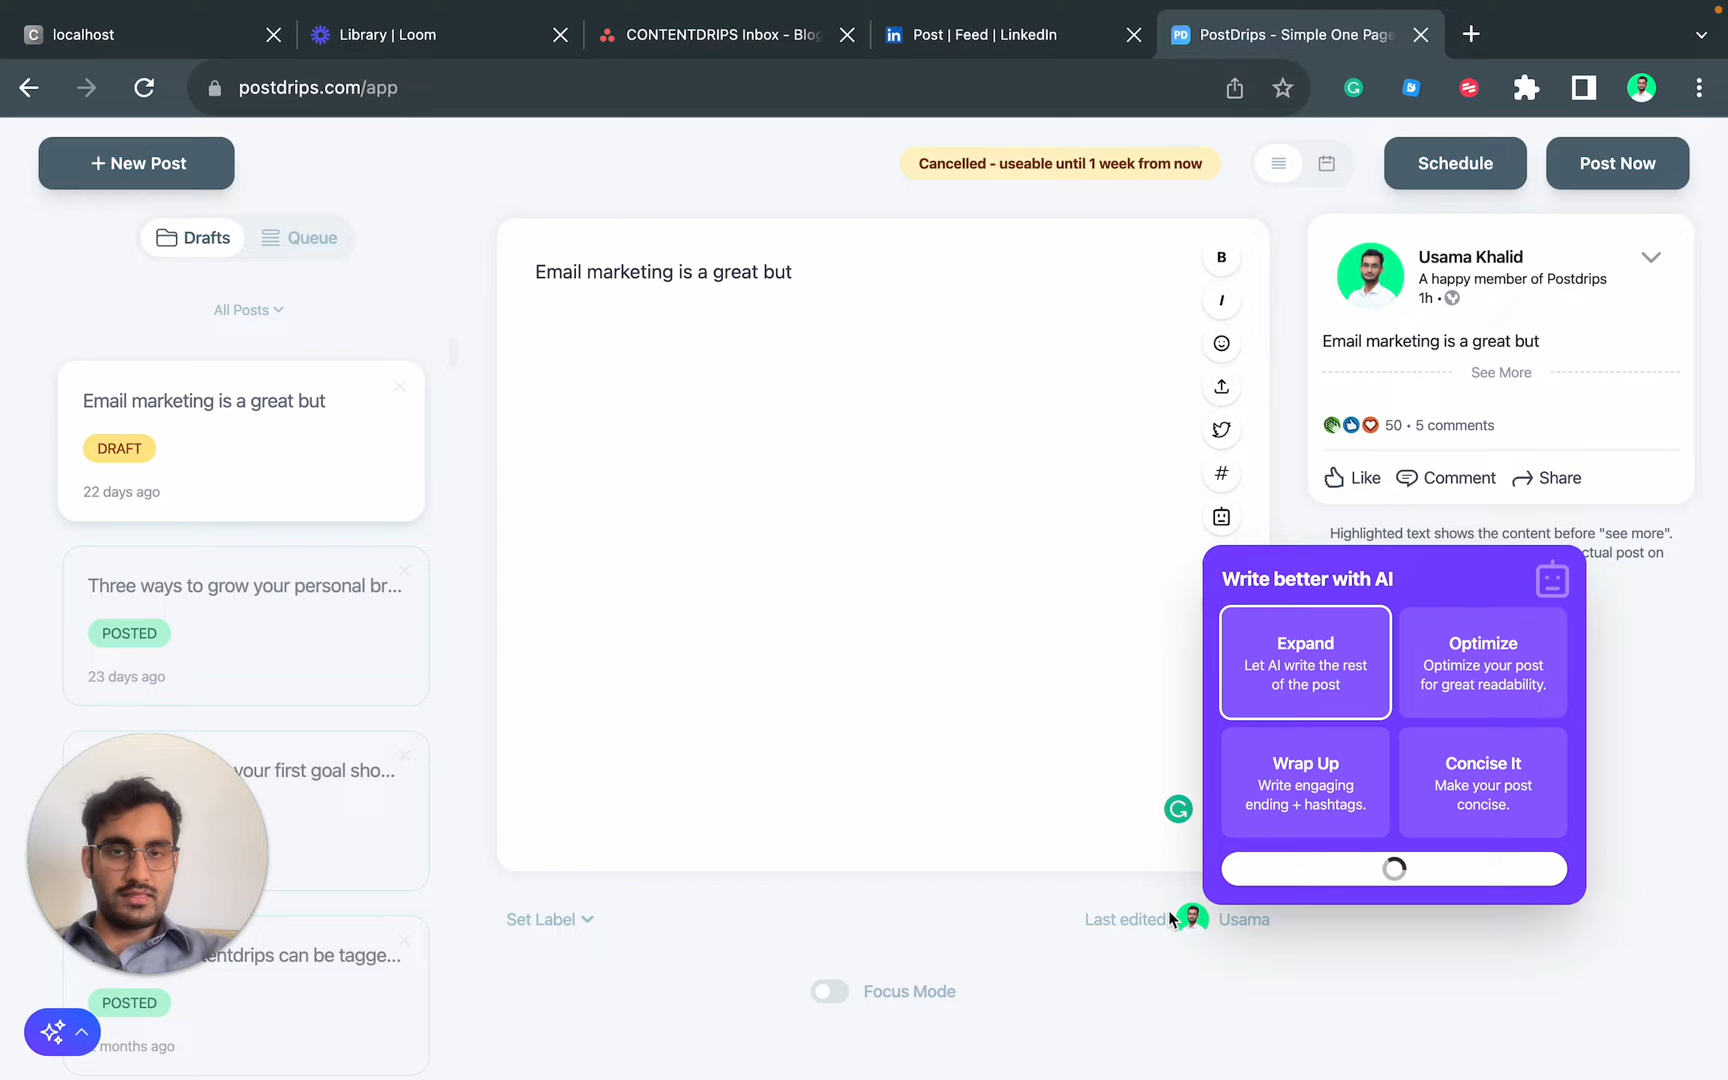 localhost
Library | Loom
CONTENTDRIPS Inbox - Blog
Post | Feed | LinkedIn
PostDrips - Simple One Page
postdrips.com/app
+ New Post
Cancelled - useable until 1 week from now
Schedule
Post Now
Drafts
Queue
All Posts
Email marketing is a great but
DRAFT
22 days ago
Three ways to grow your personal br...
POSTED
23 days ago
your first goal sho...
entdrips can be tagge...
POSTED
months ago
Email marketing is a great but
B
I
#
Set Label
Last edited
Usama
Focus Mode
Usama Khalid
A happy member of Postdrips
1h •
Email marketing is a great but
See More
50 • 5 comments
Like
Comment
Share
Highlighted text shows the content before "see more".
ctual post on
Write better with AI
Expand
Let AI write the rest
of the post
Optimize
Optimize your post
for great readability.
Wrap Up
Write engaging
ending + hashtags.
Concise It
Make your post
concise.